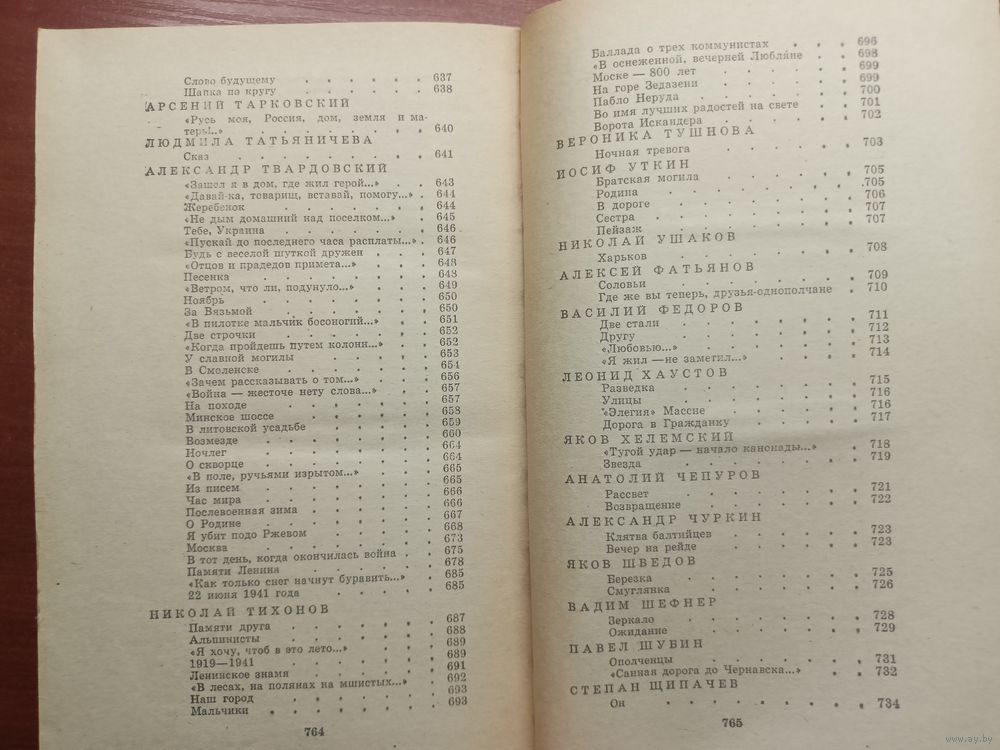 Слово будущему . . . . . . 637
Шапка по кругу . . . . . . 638
АРСЕНИЙ ТАРКОВСКИЙ
«Русь моя, Россия, дом, земля и ма-
терь!..» . . . . . . . . 640
ЛЮДМИЛА ТАТЬЯНИЧЕВА
Сказ . . . . . . . . . 641
АЛЕКСАНДР ТВАРДОВСКИЙ
«Зашел я в дом, где жил герой...» . . 643
«Давай-ка, товарищ, вставай, помогу...» . 644
Жеребенок . . . . . . . 644
«Не дым домашний над поселком...» . . 645
Тебе, Украина . . . . . . 646
«Пускай до последнего часа расплаты...» . 646
Будь с веселой шуткой дружен . . . 647
«Отцов и прадедов примета...» . . . 648
Песенка . . . . . . . . 648
«Ветром, что ли, подунуло...» . . . 649
Ноябрь . . . . . . . . 650
За Вязьмой . . . . . . . 650
«В пилотке мальчик босоногий...» . . 651
Две строчки . . . . . . . 652
«Когда пройдешь путем колонн...» . . 652
У славной могилы . . . . . 653
В Смоленске . . . . . . . 654
«Зачем рассказывать о том...» . . . 656
«Война — жесточе нету слова...» . . 657
На походе . . . . . . . 657
Минское шоссе . . . . . . 658
В литовской усадьбе . . . . . 659
Возмездье . . . . . . . 660
Ночлег . . . . . . . . 664
О скворце . . . . . . . 664
«В поле, ручьями изрытом...» . . . 665
Из писем . . . . . . . . 665
Час мира . . . . . . . . 666
Послевоенная зима . . . . . 666
О Родине . . . . . . . . 667
Я убит подо Ржевом . . . . . 668
Москва . . . . . . . . 673
В тот день, когда окончилась война . . 675
Памяти Ленина . . . . . . 678
«Как только снег начнут буравить...» . 685
22 июня 1941 года . . . . . 685
НИКОЛАЙ ТИХОНОВ
Памяти друга . . . . . . 687
Альпинисты . . . . . . . 688
«Я хочу, чтоб в это лето...» . . . 689
1919—1941 . . . . . . . 689
Ленинское знамя . . . . . . 691
«В лесах, на полянах мшистых...» . . 692
Наш город . . . . . . . 693
Мальчики . . . . . . . . 693
764
Баллада о трех коммунистах . . . 696
«В оснеженной, вечерней Любляне . . 698
Моске — 800 лет . . . . . 699
На горе Зедазени . . . . . 699
Пабло Неруда . . . . . . 700
Во имя лучших радостей на свете . . 701
Ворота Искандера . . . . . 702
ВЕРОНИКА ТУШНОВА
Ночная тревога . . . . . . 703
ИОСИФ УТКИН
Братская могила . . . . . . 705
Родина . . . . . . . . 705
В дороге . . . . . . . . 706
Сестра . . . . . . . . 707
Пейзаж . . . . . . . . 707
НИКОЛАЙ УШАКОВ
Харьков . . . . . . . . 708
АЛЕКСЕЙ ФАТЬЯНОВ
Соловьи . . . . . . . . 709
Где же вы теперь, друзья-однополчане . 710
ВАСИЛИЙ ФЕДОРОВ
Две стали . . . . . . . 711
Другу . . . . . . . . 712
«Любовью...» . . . . . . 713
«Я жил — не заметил...» . . . . 714
ЛЕОНИД ХАУСТОВ
Разведка . . . . . . . . 715
Улицы . . . . . . . . 716
«Элегия» Массне . . . . . . 716
Дорога в Гражданку . . . . . 717
ЯКОВ ХЕЛЕМСКИЙ
«Тугой удар — начало канонады...» . . 718
Звезда . . . . . . . . 719
АНАТОЛИЙ ЧЕПУРОВ
Рассвет . . . . . . . . 721
Возвращение . . . . . . . 722
АЛЕКСАНДР ЧУРКИН
Клятва балтийцев . . . . . 723
Вечер на рейде . . . . . . 723
ЯКОВ ШВЕДОВ
Березка . . . . . . . . 725
Смуглянка . . . . . . . 726
ВАДИМ ШЕФНЕР
Зеркало . . . . . . . . 728
Ожидание . . . . . . . . 729
ПАВЕЛ ШУБИН
Ополченцы . . . . . . . 731
«Санная дорога до Чернавска...» . . 732
СТЕПАН ЩИПАЧЕВ
Он . . . . . . . . . 734
765
www.ay.by